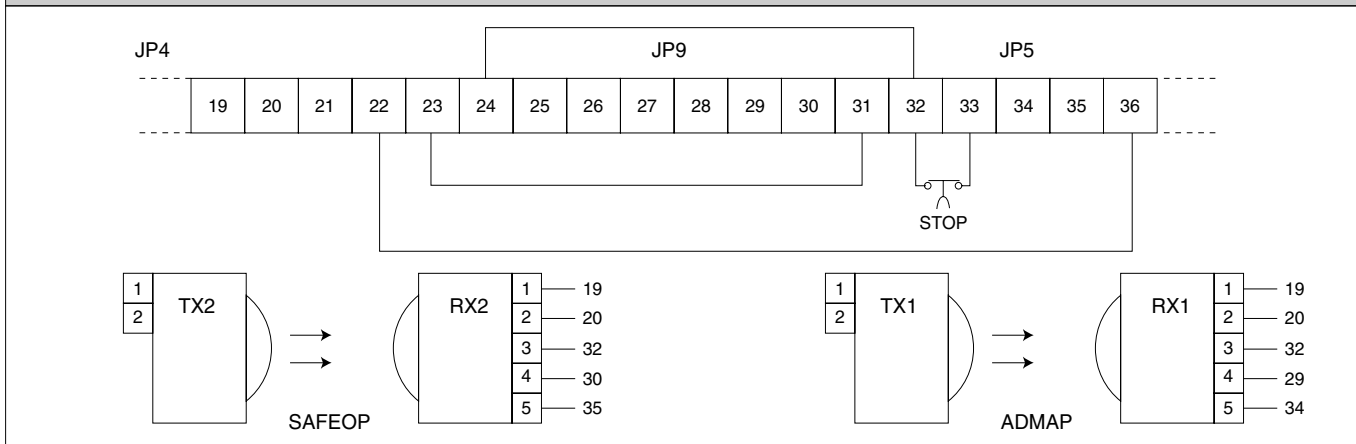 JP4 JP9 JP5
19 20 21 22 23 24 25 26 27 28 29 30 31 32 33 34 35 36
STOP
1 TX2 RX2 1 19 1 TX1 RX1 1 19
2 2 20 2 2 20
3 32 3 32
4 30 4 29
SAFEOP 5 35 ADMAP 5 34